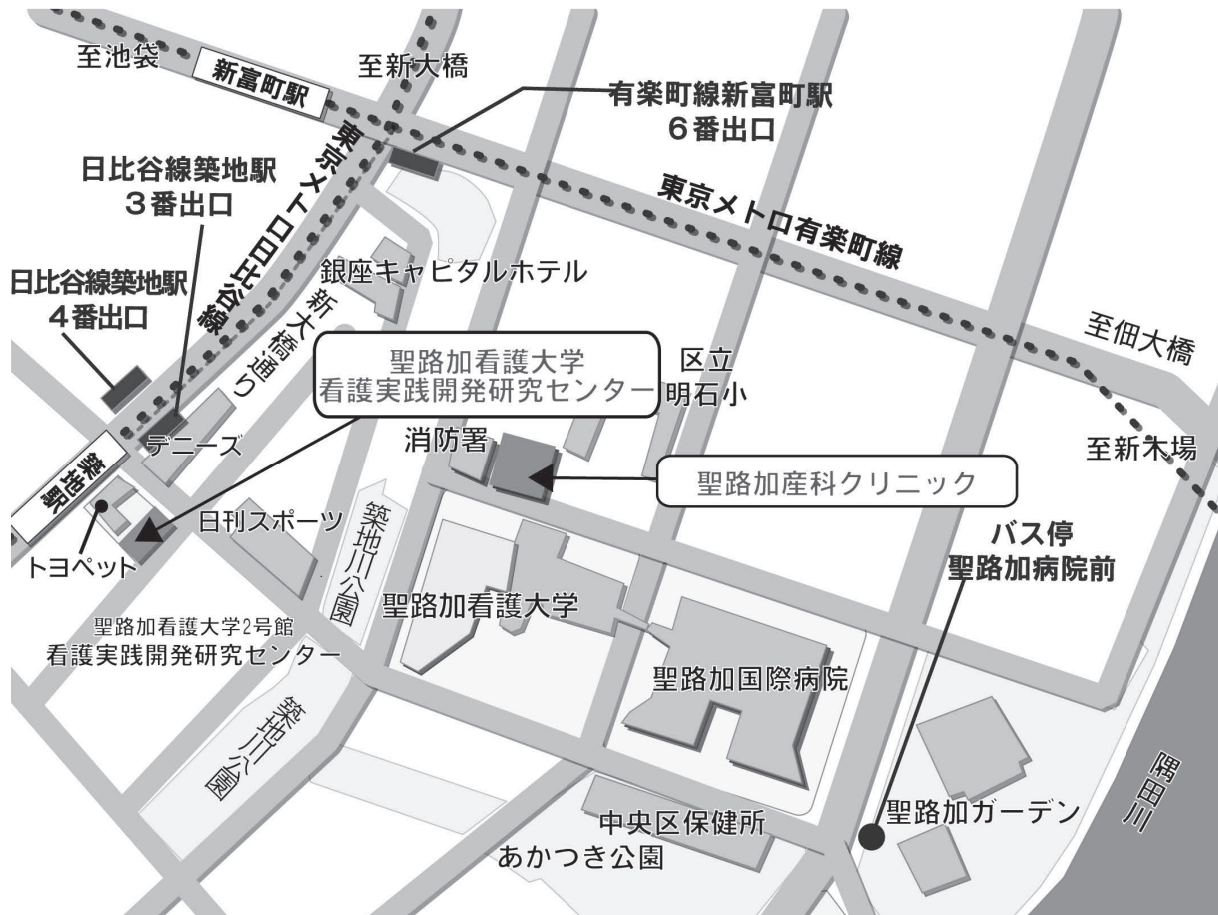 至池袋
新富町駅
至新大橋
有楽町線新富町駅
6番出口
日比谷線築地駅
3番出口
東京メトロ日比谷線
東京メトロ有楽町線
日比谷線築地駅
4番出口
銀座キャピタルホテル
新大橋通り
至佃大橋
聖路加看護大学
看護実践開発研究センター
区立
明石小
デニーズ
消防署
至新木場
築地駅
聖路加産科クリニック
日刊スポーツ
築地川公園
バス停
聖路加病院前
トヨペット
聖路加看護大学
聖路加看護大学2号館
看護実践開発研究センター
聖路加国際病院
築地川公園
隅田川
聖路加ガーデン
中央区保健所
あかつき公園